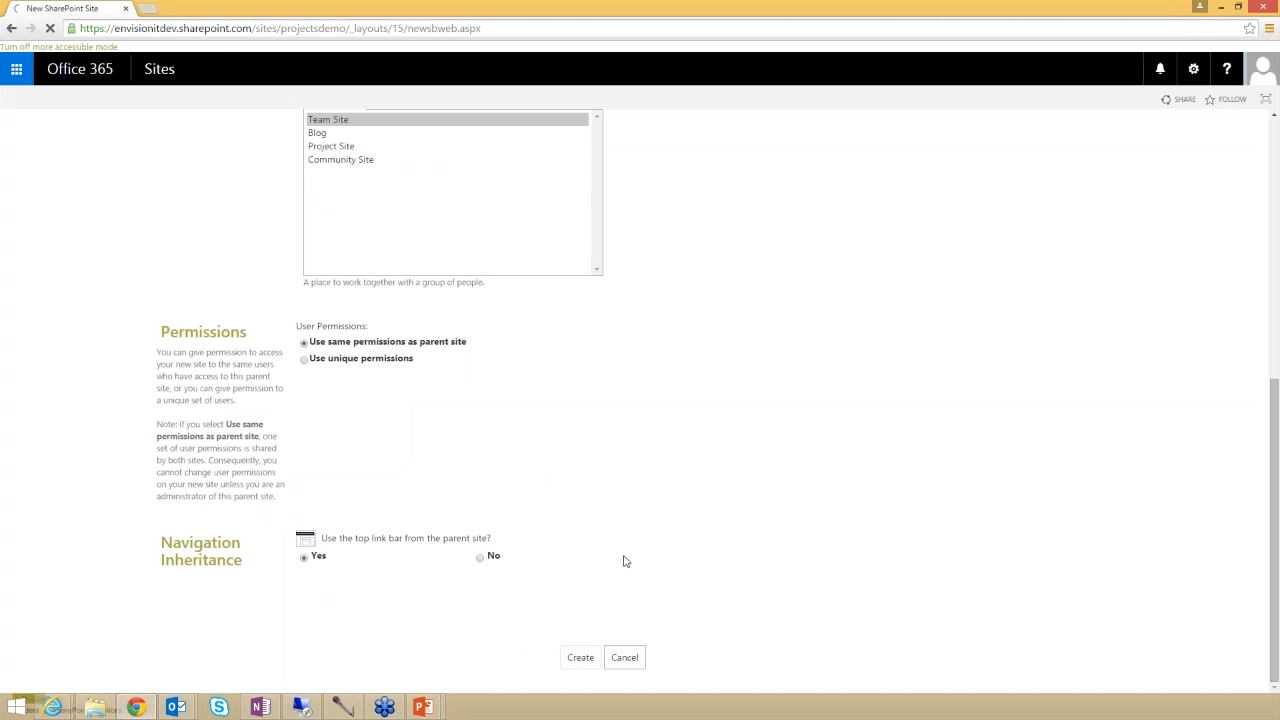 New SharePoint Site
https://envisionitdev.sharepoint.com/sites/projectsdemo/_layouts/15/newsbweb.aspx
Turn off more accessible mode
Office 365
Sites
SHARE
FOLLOW
Team Site
Blog
Project Site
Community Site
A place to work together with a group of people.
Permissions
You can give permission to access
your new site to the same users
who have access to this parent
site, or you can give permission to
a unique set of users.
Note: If you select Use same
permissions as parent site, one
set of user permissions is shared
by both sites. Consequently, you
cannot change user permissions
on your new site unless you are an
administrator of this parent site.
User Permissions:
Use same permissions as parent site
Use unique permissions
Navigation
Inheritance
Use the top link bar from the parent site?
Yes
No
Create
Cancel